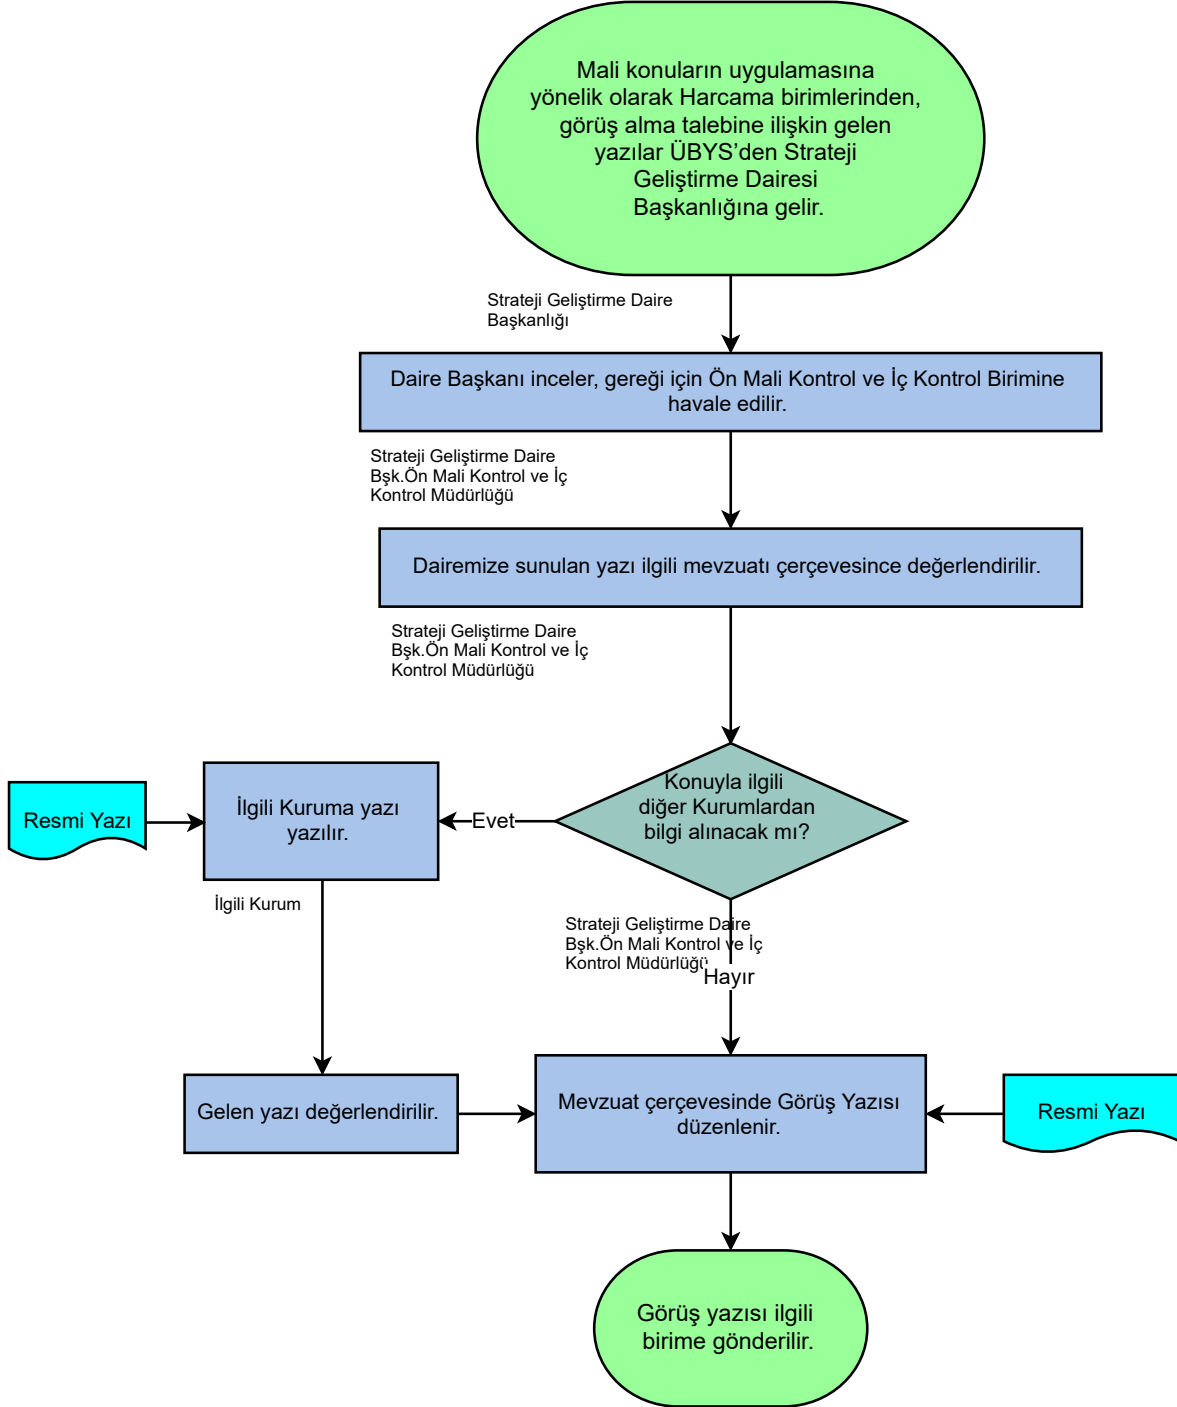 Mali konuların uygulamasına
yönelik olarak Harcama birimlerinden,
görüş alma talebine ilişkin gelen
yazılar ÜBYS’den Strateji
Geliştirme Dairesi
Başkanlığına gelir.
Strateji Geliştirme Daire
Başkanlığı
Daire Başkanı inceler, gereği için Ön Mali Kontrol ve İç Kontrol Birimine
havale edilir.
Strateji Geliştirme Daire
Bşk.Ön Mali Kontrol ve İç
Kontrol Müdürlüğü
Dairemize sunulan yazı ilgili mevzuatı çerçevesince değerlendirilir.
Strateji Geliştirme Daire
Bşk.Ön Mali Kontrol ve İç
Kontrol Müdürlüğü
Konuyla ilgili
diğer Kurumlardan
bilgi alınacak mı?
Evet
İlgili Kuruma yazı
yazılır.
Resmi Yazı
İlgili Kurum
Strateji Geliştirme Daire
Bşk.Ön Mali Kontrol ve İç
Kontrol Müdürlüğü
Hayır
Gelen yazı değerlendirilir.
Mevzuat çerçevesinde Görüş Yazısı
düzenlenir.
Resmi Yazı
Görüş yazısı ilgili
birime gönderilir.